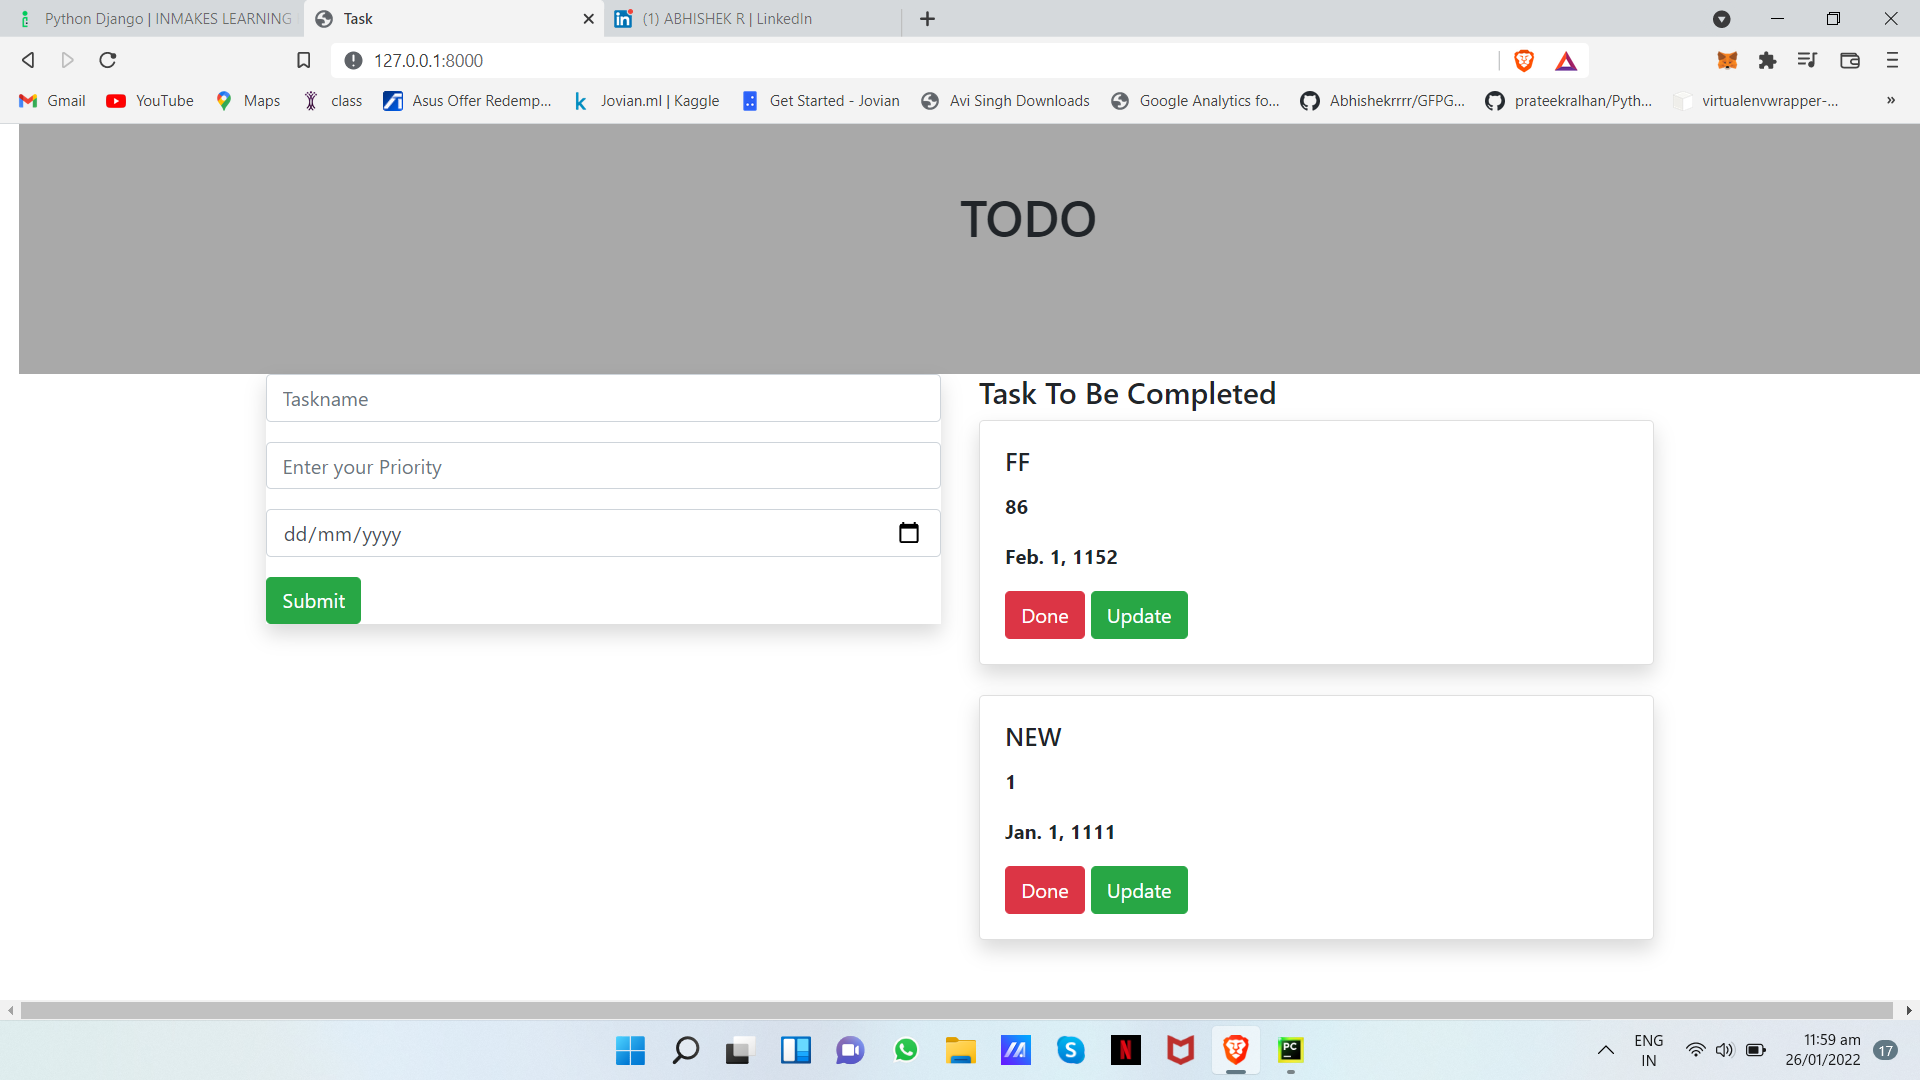 Python Django | INMAKES LEARNING
Task
(1) ABHISHEK R | LinkedIn
127.0.0.1:8000
Gmail
YouTube
Maps
class
Asus Offer Redemp...
Jovian.ml | Kaggle
Get Started - Jovian
Avi Singh Downloads
Google Analytics fo...
Abhishekrrrr/GFPG...
prateekralhan/Pyth...
virtualenvwrapper-...
»
TODO
Taskname
Enter your Priority
dd/mm/yyyy
Submit
Task To Be Completed
FF
86
Feb. 1, 1152
Done Update
NEW
1
Jan. 1, 1111
Done Update
ENG
IN
11:59 am
26/01/2022
17